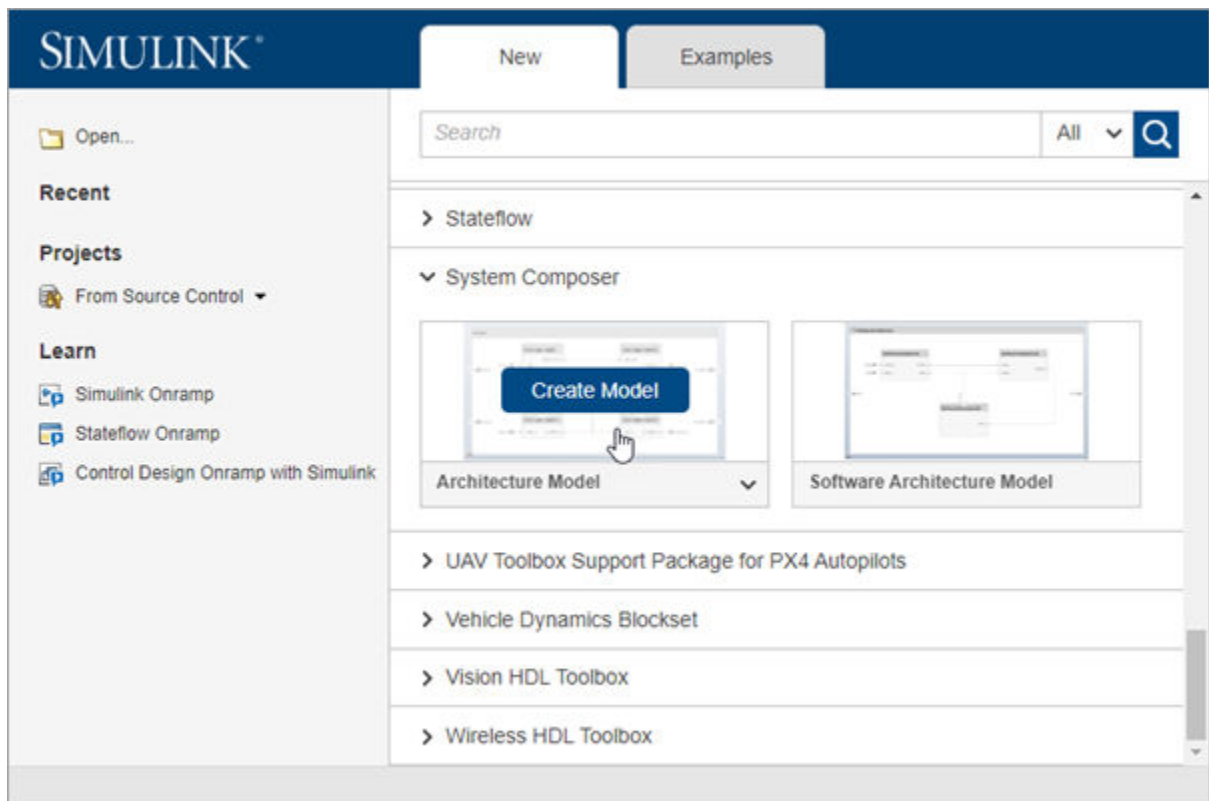 SIMULINK®
New
Examples
Open...
Recent
Projects
From Source Control
Learn
Simulink Onramp
Stateflow Onramp
Control Design Onramp with Simulink
Search
All
Stateflow
System Composer
Create Model
Architecture Model
Software Architecture Model
UAV Toolbox Support Package for PX4 Autopilots
Vehicle Dynamics Blockset
Vision HDL Toolbox
Wireless HDL Toolbox